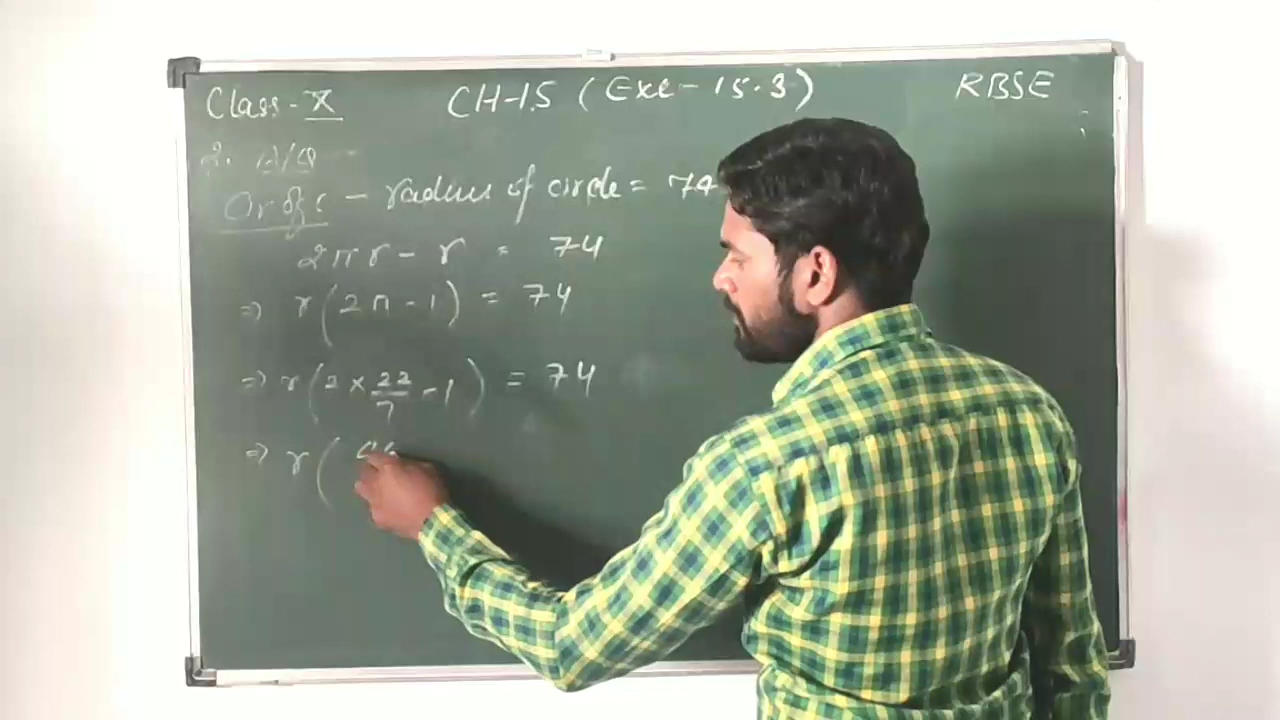 Class-X CH-15 (Exe-15.3) RBSE
2. A/Q
- radius of circle = 74
2πr - r = 74
⇒ r(2π-1) = 74
⇒ r(2×22/7-1) = 74
⇒ r(